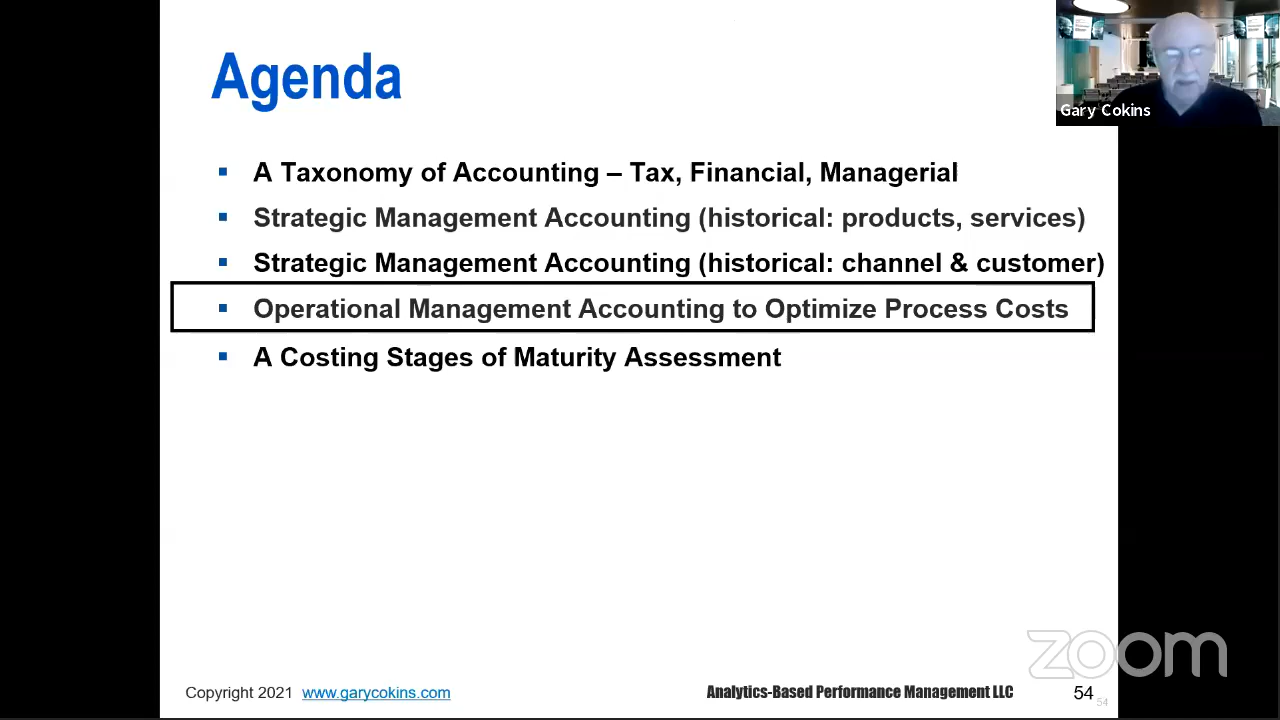 Agenda
Gary Cokins
▪ A Taxonomy of Accounting – Tax, Financial, Managerial
▪ Strategic Management Accounting (historical: products, services)
▪ Strategic Management Accounting (historical: channel & customer)
▪ Operational Management Accounting to Optimize Process Costs
▪ A Costing Stages of Maturity Assessment
zoom
Copyright 2021 www.garycokins.com
Analytics-Based Performance Management LLC
54
54